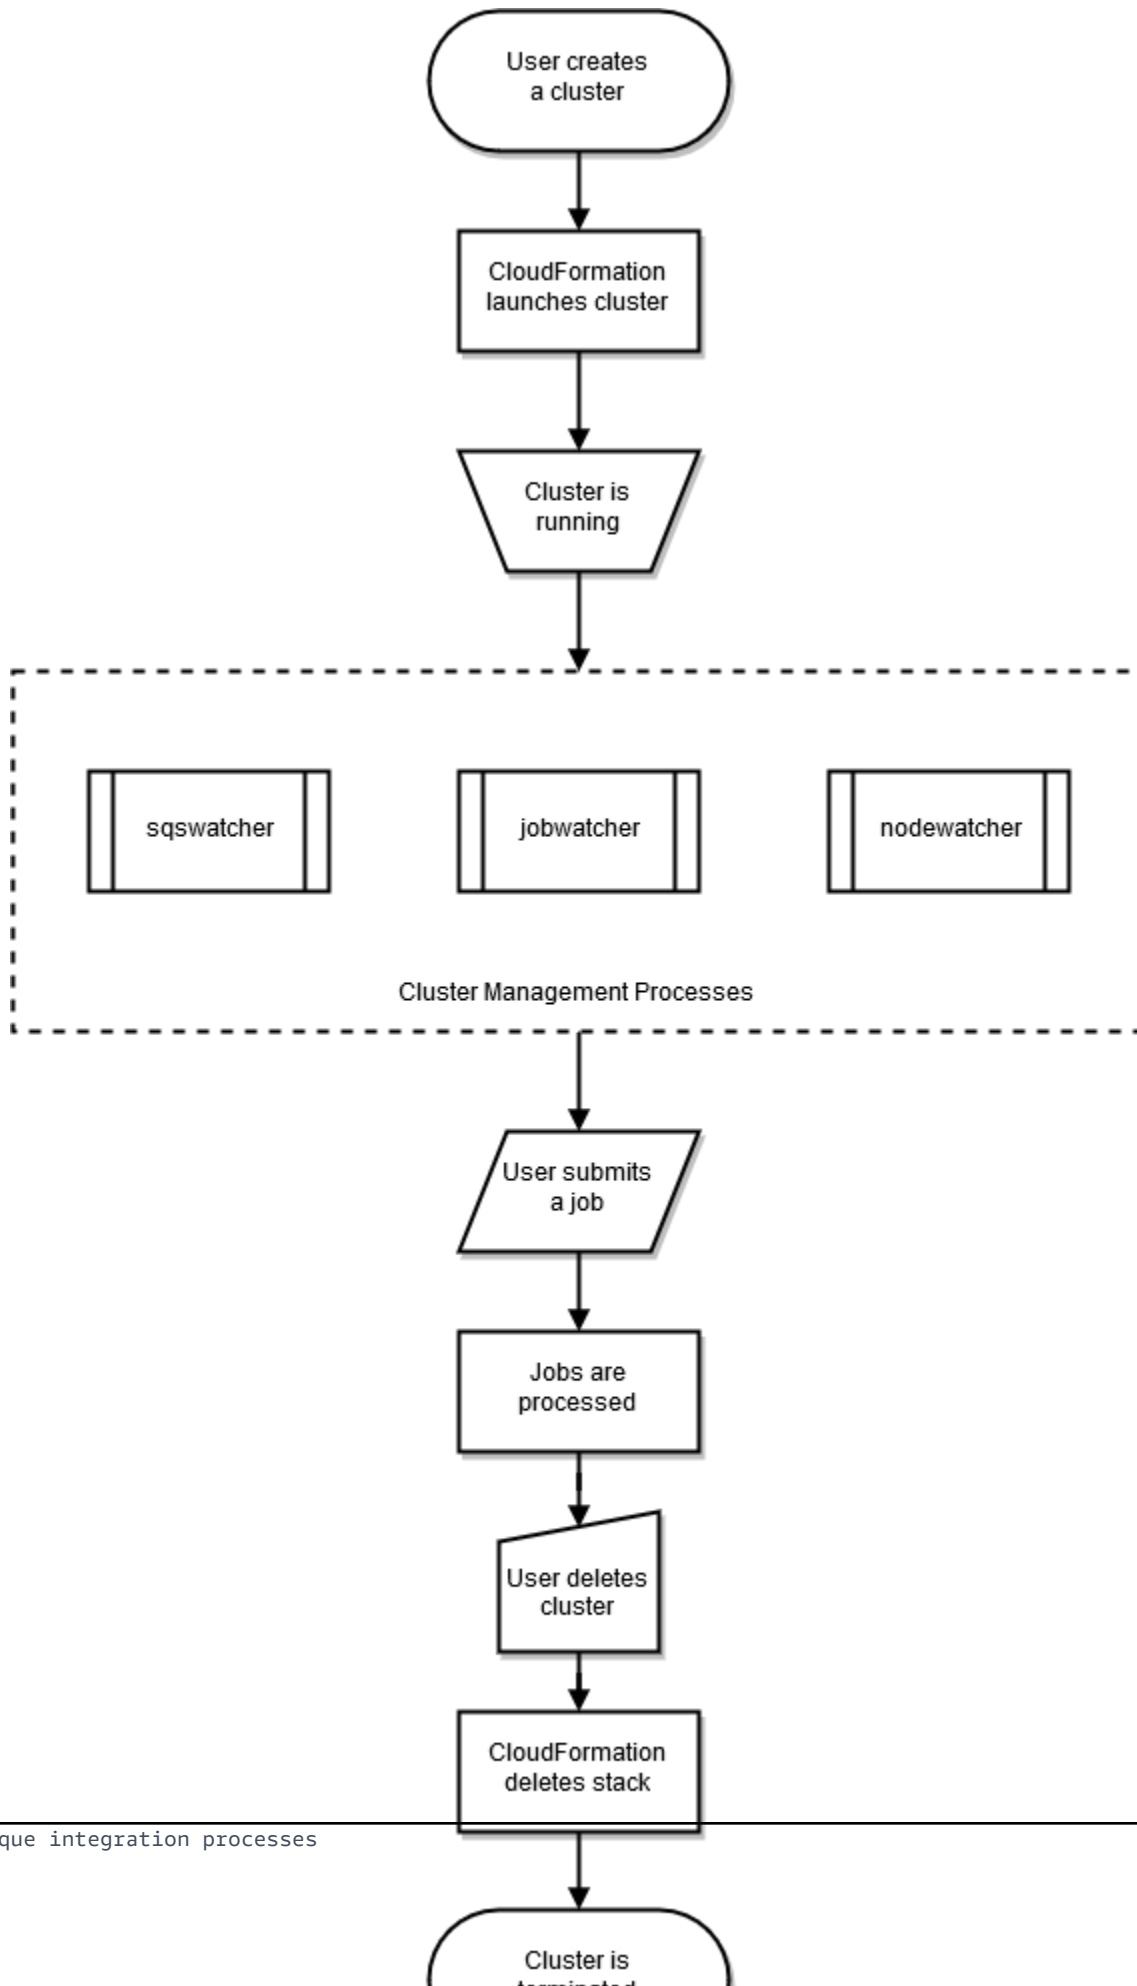 User creates
a cluster
CloudFormation
launches cluster
Cluster is
running
sqswatcher
jobwatcher
nodewatcher
Cluster Management Processes
User submits
a job
Jobs are
processed
User deletes
cluster
CloudFormation
deletes stack
que integration processes
Cluster is
terminated